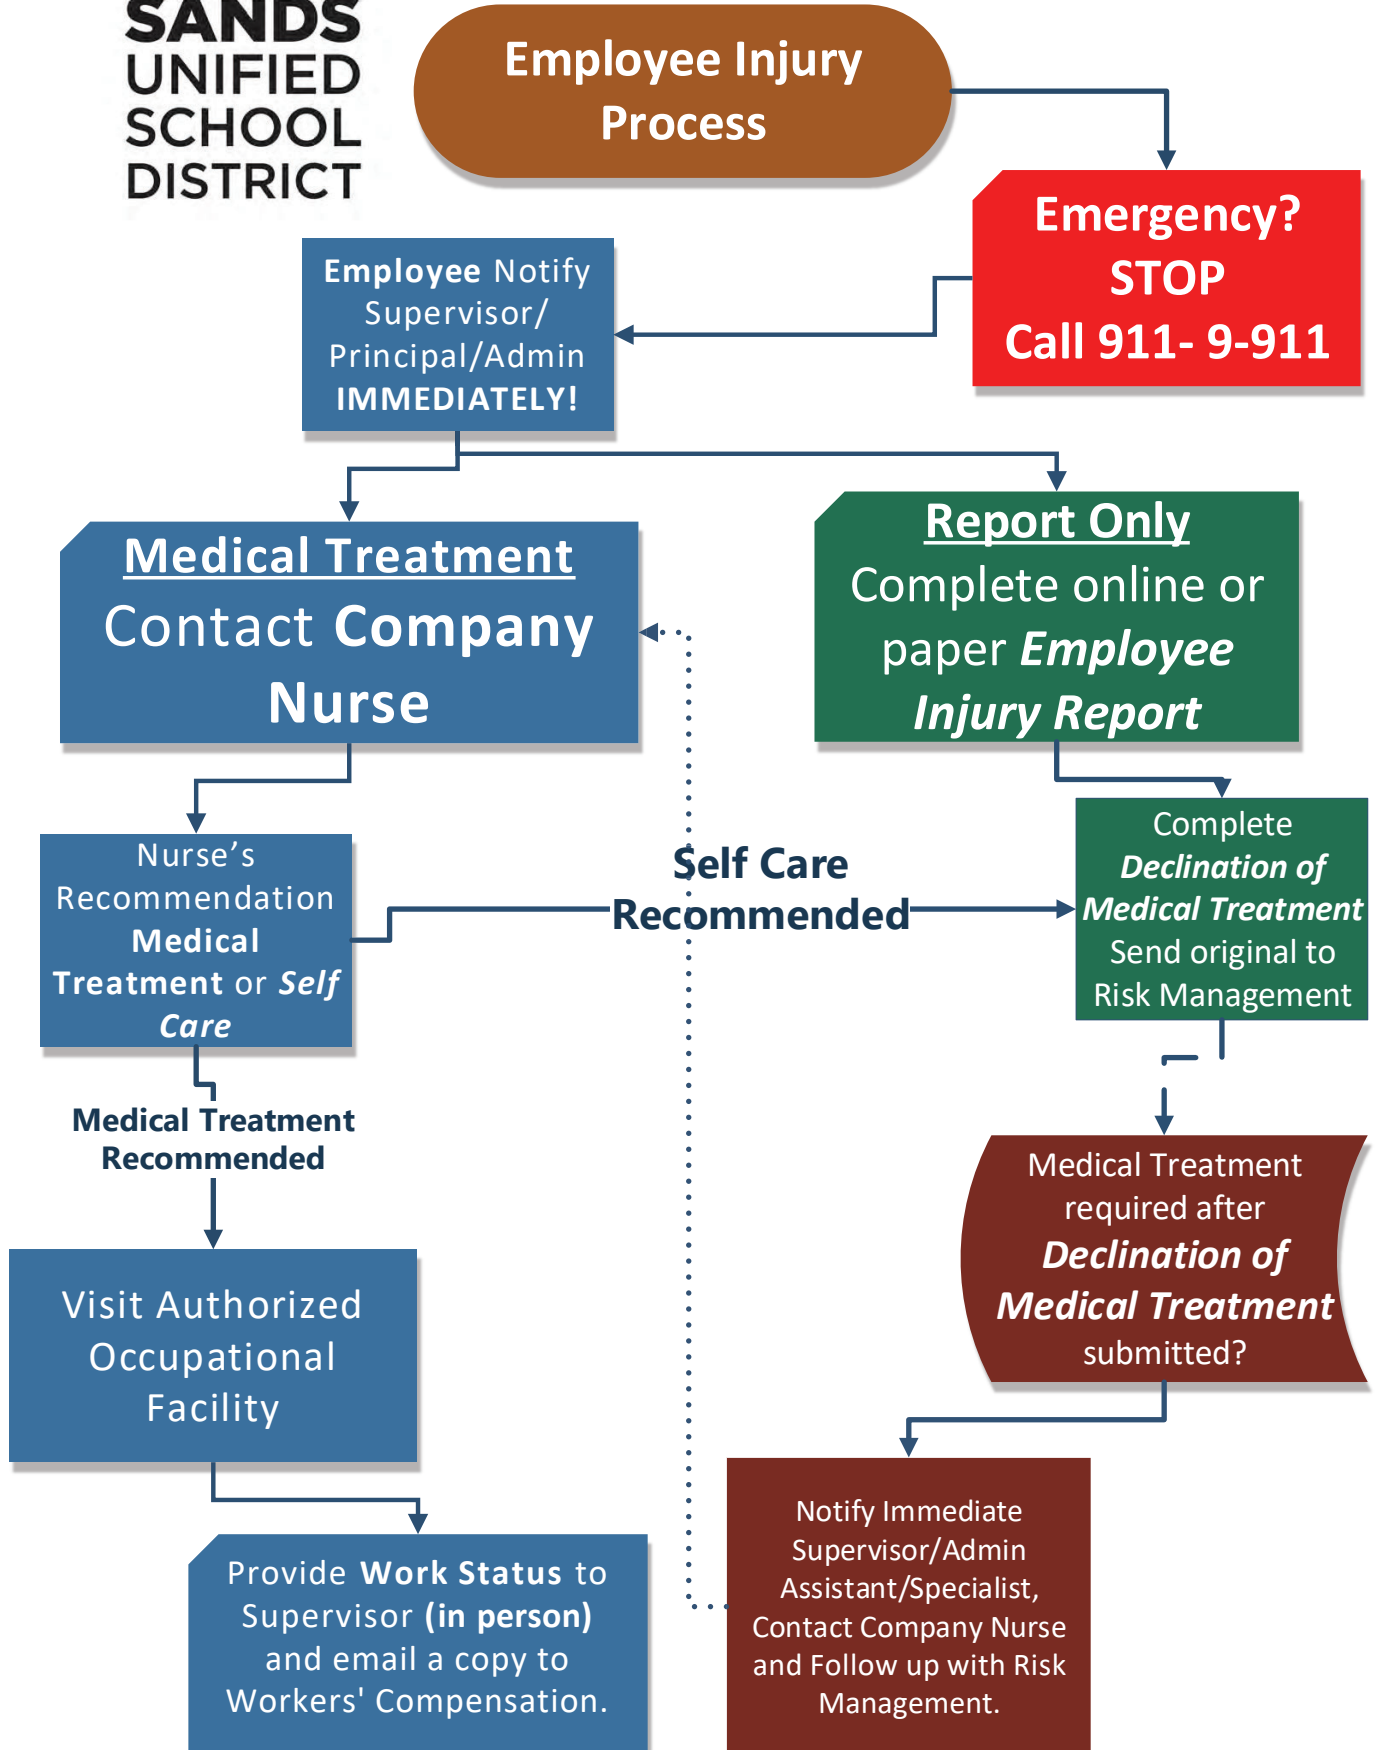 SANDS
UNIFIED
SCHOOL
DISTRICT
Employee Injury
Process
Emergency?
STOP
Call 911- 9-911
Employee Notify
Supervisor/
Principal/Admin
IMMEDIATELY!
Medical Treatment
Contact Company
Nurse
Report Only
Complete online or
paper Employee
Injury Report
Nurse’s
Recommendation
Medical
Treatment or Self
Care
Self Care
Recommended
Complete
Declination of
Medical Treatment
Send original to
Risk Management
Medical Treatment
Recommended
Medical Treatment
required after
Declination of
Medical Treatment
submitted?
Visit Authorized
Occupational
Facility
Notify Immediate
Supervisor/Admin
Assistant/Specialist,
Contact Company Nurse
and Follow up with Risk
Management.
Provide Work Status to
Supervisor (in person)
and email a copy to
Workers' Compensation.